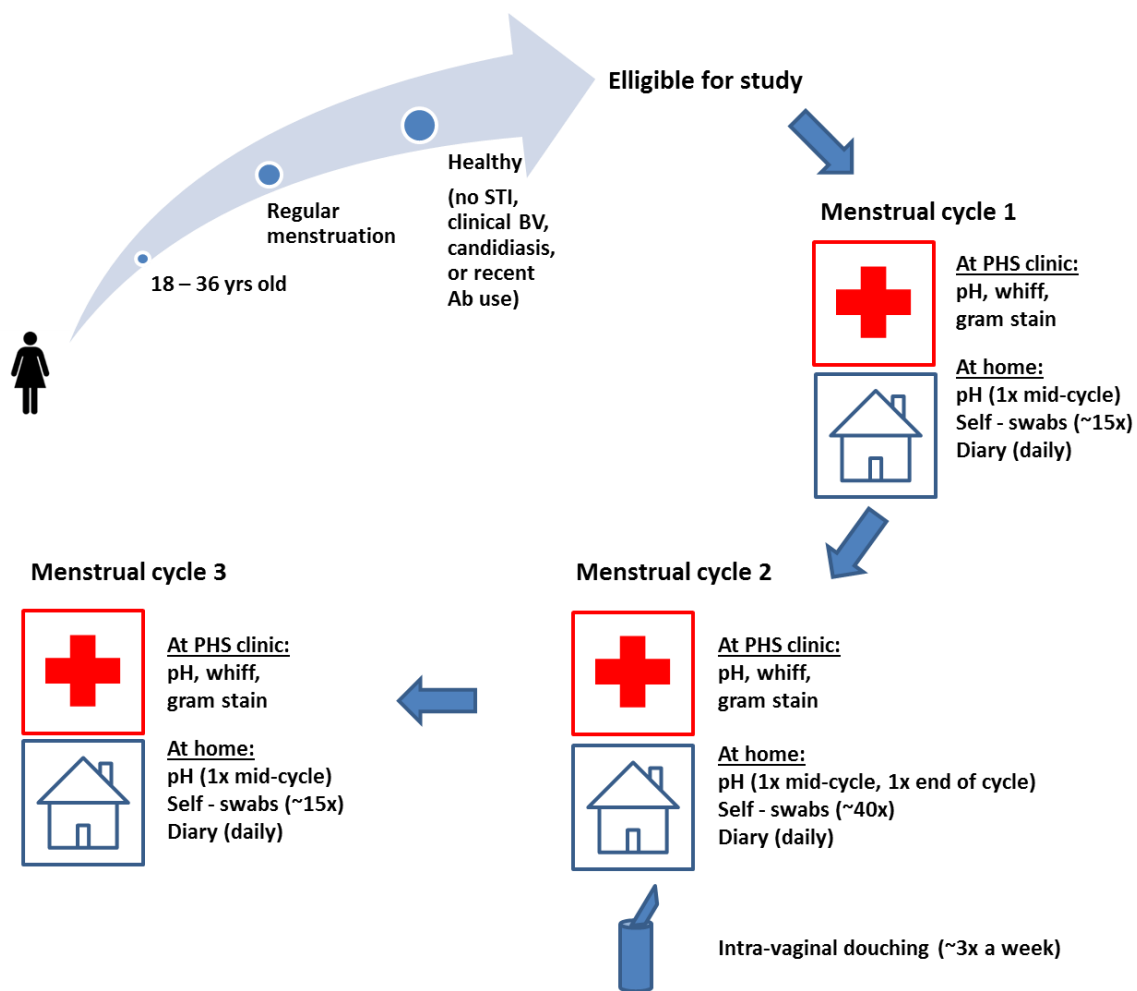 Elligible for study
Healthy
(no STI,
clinical BV,
candidiasis,
or recent
Ab use)
Regular
menstruation
18 – 36 yrs old
Menstrual cycle 1
At PHS clinic:
pH, whiff,
gram stain
At home:
pH (1x mid-cycle)
Self - swabs (~15x)
Diary (daily)
Menstrual cycle 2
At PHS clinic:
pH, whiff,
gram stain
At home:
pH (1x mid-cycle, 1x end of cycle)
Self - swabs (~40x)
Diary (daily)
Intra-vaginal douching (~3x a week)
Menstrual cycle 3
At PHS clinic:
pH, whiff,
gram stain
At home:
pH (1x mid-cycle)
Self - swabs (~15x)
Diary (daily)